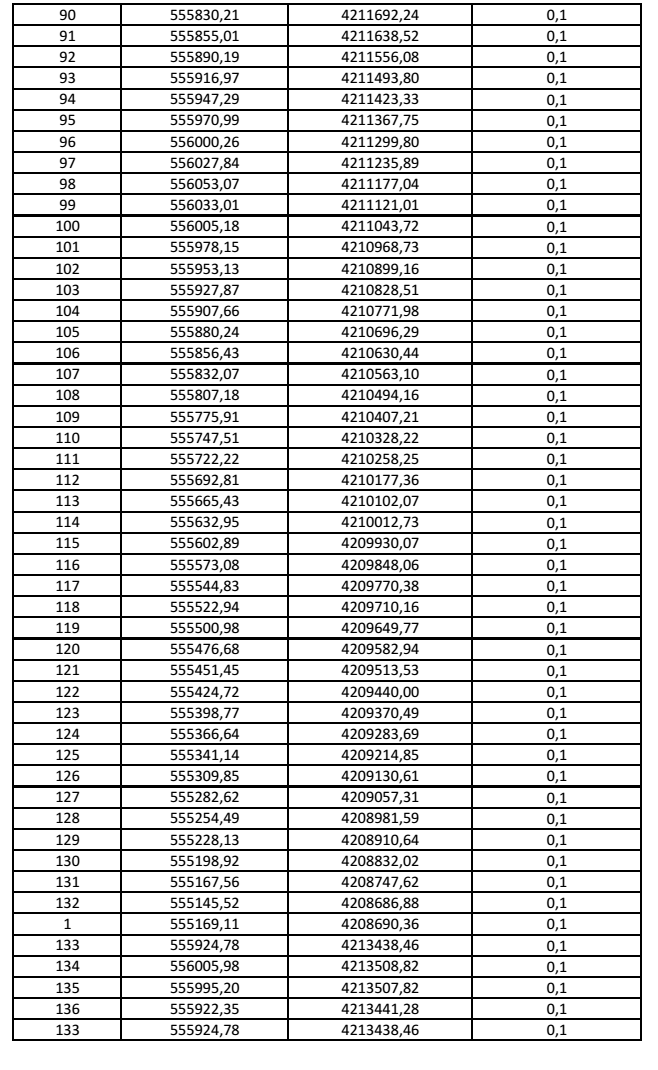 90 555830,21 4211692,24 0,1
91 555855,01 4211638,52 0,1
92 555890,19 4211556,08 0,1
93 555916,97 4211493,80 0,1
94 555947,29 4211423,33 0,1
95 555970,99 4211367,75 0,1
96 556000,26 4211299,80 0,1
97 556027,84 4211235,89 0,1
98 556053,07 4211177,04 0,1
99 556033,01 4211121,01 0,1
100 556005,18 4211043,72 0,1
101 555978,15 4210968,73 0,1
102 555953,13 4210899,16 0,1
103 555927,87 4210828,51 0,1
104 555907,66 4210771,98 0,1
105 555880,24 4210696,29 0,1
106 555856,43 4210630,44 0,1
107 555832,07 4210563,10 0,1
108 555807,18 4210494,16 0,1
109 555775,91 4210407,21 0,1
110 555747,51 4210328,22 0,1
111 555722,22 4210258,25 0,1
112 555692,81 4210177,36 0,1
113 555665,43 4210102,07 0,1
114 555632,95 4210012,73 0,1
115 555602,89 4209930,07 0,1
116 555573,08 4209848,06 0,1
117 555544,83 4209770,38 0,1
118 555522,94 4209710,16 0,1
119 555500,98 4209649,77 0,1
120 555476,68 4209582,94 0,1
121 555451,45 4209513,53 0,1
122 555424,72 4209440,00 0,1
123 555398,77 4209370,49 0,1
124 555366,64 4209283,69 0,1
125 555341,14 4209214,85 0,1
126 555309,85 4209130,61 0,1
127 555282,62 4209057,31 0,1
128 555254,49 4208981,59 0,1
129 555228,13 4208910,64 0,1
130 555198,92 4208832,02 0,1
131 555167,56 4208747,62 0,1
132 555145,52 4208686,88 0,1
1 555169,11 4208690,36 0,1
133 555924,78 4213438,46 0,1
134 556005,98 4213508,82 0,1
135 555995,20 4213507,82 0,1
136 555922,35 4213441,28 0,1
133 555924,78 4213438,46 0,1